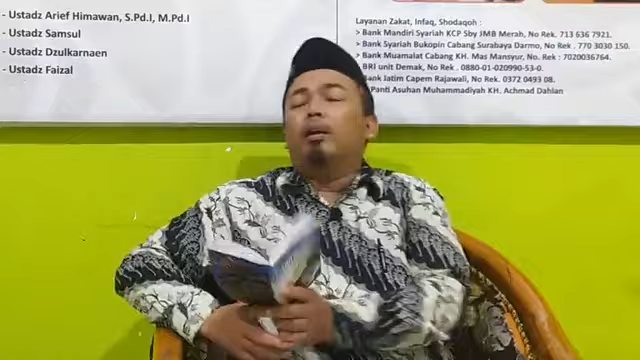 - Ustadz Arief Himawan, S.Pd.I, M.Pd.I
- Ustadz Samsul
- Ustadz Dzulkarnaen
- Ustadz Faizal
Layanan Zakat, Infaq, Shodaqoh :
> Bank Mandiri Syariah KCP Sby JMB Merah, No Rek. 713 636 7921.
> Bank Syariah Bukopin Cabang Surabaya Darmo, No Rek . 770 3030 150.
> Bank Muamalat Cabang KH. Mas Mansyur, No. Rek : 7020036764.
BRI unit Demak, No Rek . 0880-01-020990-53-0.
Bank Jatim Capem Rajawali, No Rek. 0372 0493 08.
Panti Asuhan Muhammadiyah KH. Achmad Dahlan